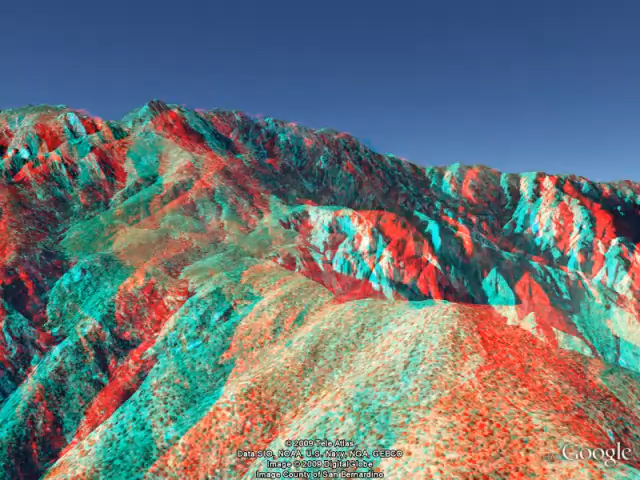 © 2009 Tele Atlas
Data SIO, NOAA, U.S. Navy, NGA, GEBCO
Image © 2009 DigitalGlobe
Image County of San Bernardino
Google